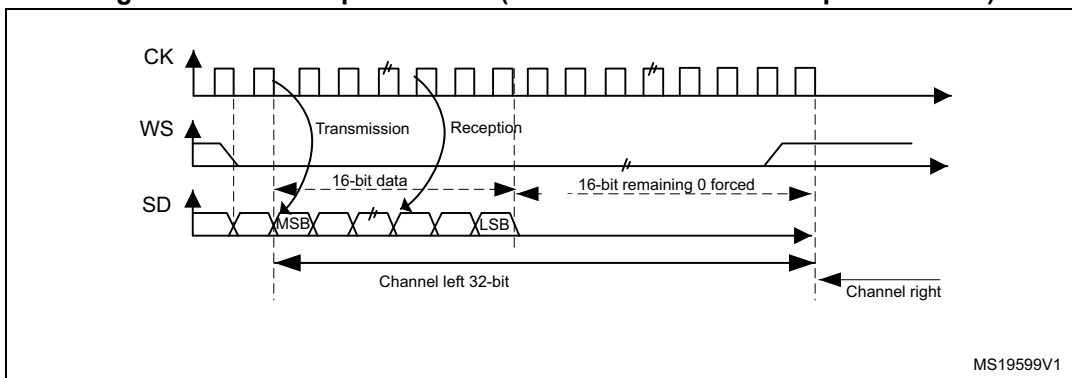 CK
Transmission
Reception
WS
16-bit data
16-bit remaining 0 forced
SD
MSB
LSB
Channel left 32-bit
Channel right
MS19599V1